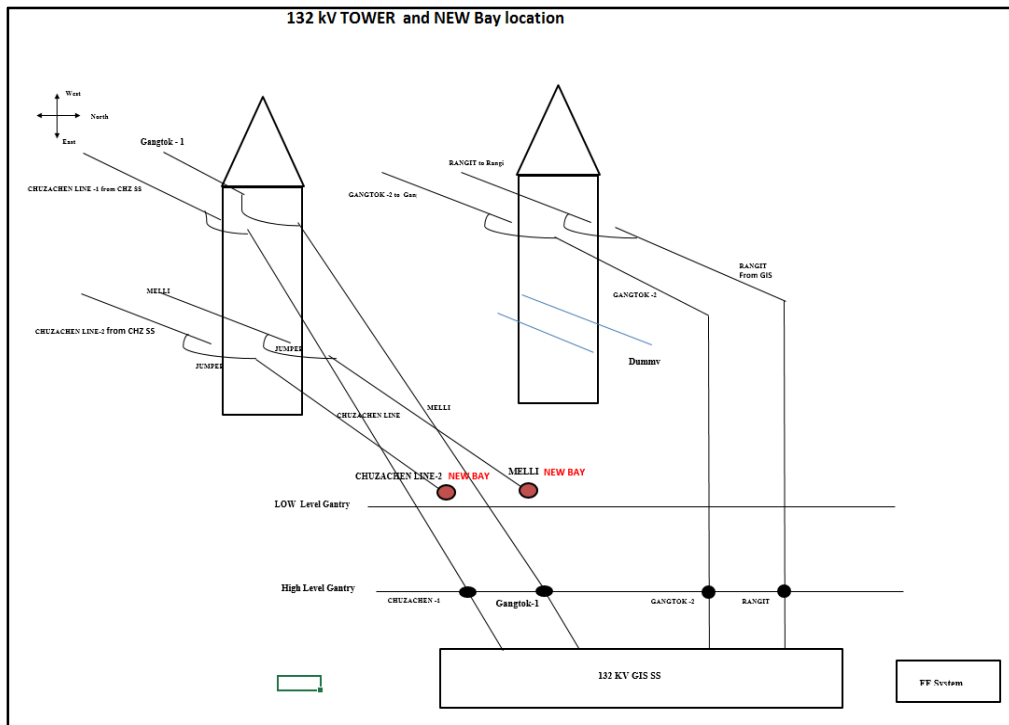 132 kV TOWER and NEW Bay location
West
North
East
Gangtok - 1
CHUZACHEN LINE -1 from CHZ SS
RANGIT to Rangi
GANGTOK -2 to Gan
RANGIT
From GIS
GANGTOK -2
MELLI
CHUZACHEN LINE-2 from CHZ SS
JUMPER
JUMPER
Dummv
MELLI
CHUZACHEN LINE
CHUZACHEN LINE-2 NEW BAY
MELLI NEW BAY
LOW Level Gantry
High Level Gantry
CHUZACHEN -1
Gangtok-1
GANGTOK -2
RANGIT
132 KV GIS SS
FF System